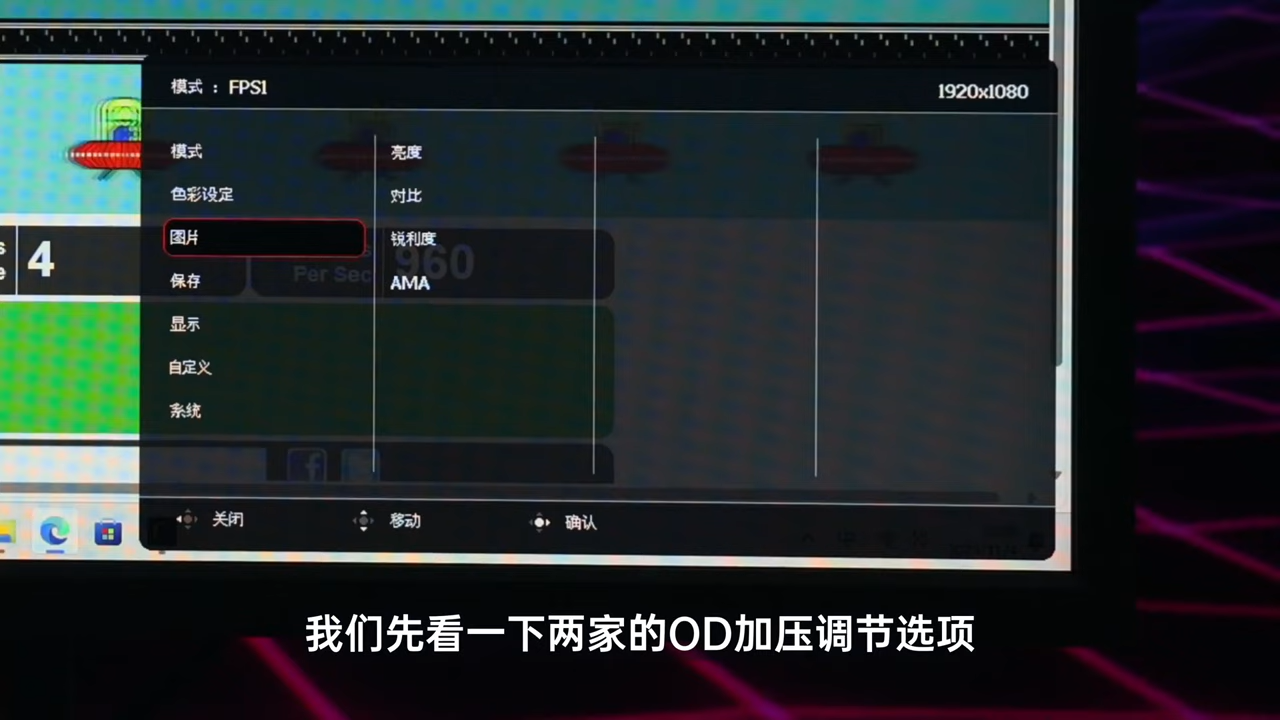 模式 : FPS1
1920x1080
模式
色彩设定
图片
保存
显示
自定义
系统
亮度
对比
锐利度
AMA
4
Per Sec
960
关闭
移动
确认
我们先看一下两家的OD加压调节选项